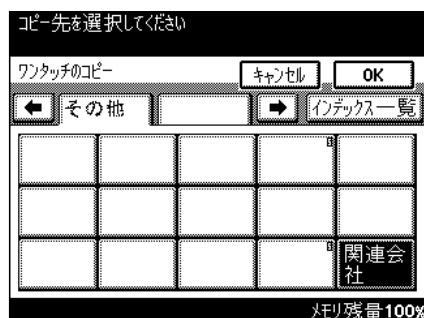 コピー先を選択してください
ワンタッチのコピー
キャンセル
OK
その他
インデックス一覧
関連会
社
メモリ残量100%